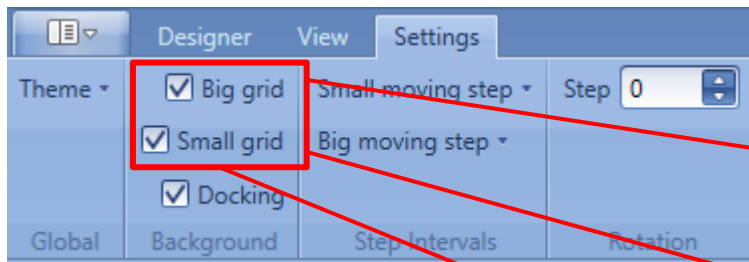 Designer View Settings
Theme Big grid Small moving step Step 0
Small grid Big moving step
Docking
Global Background Step Intervals Rotation